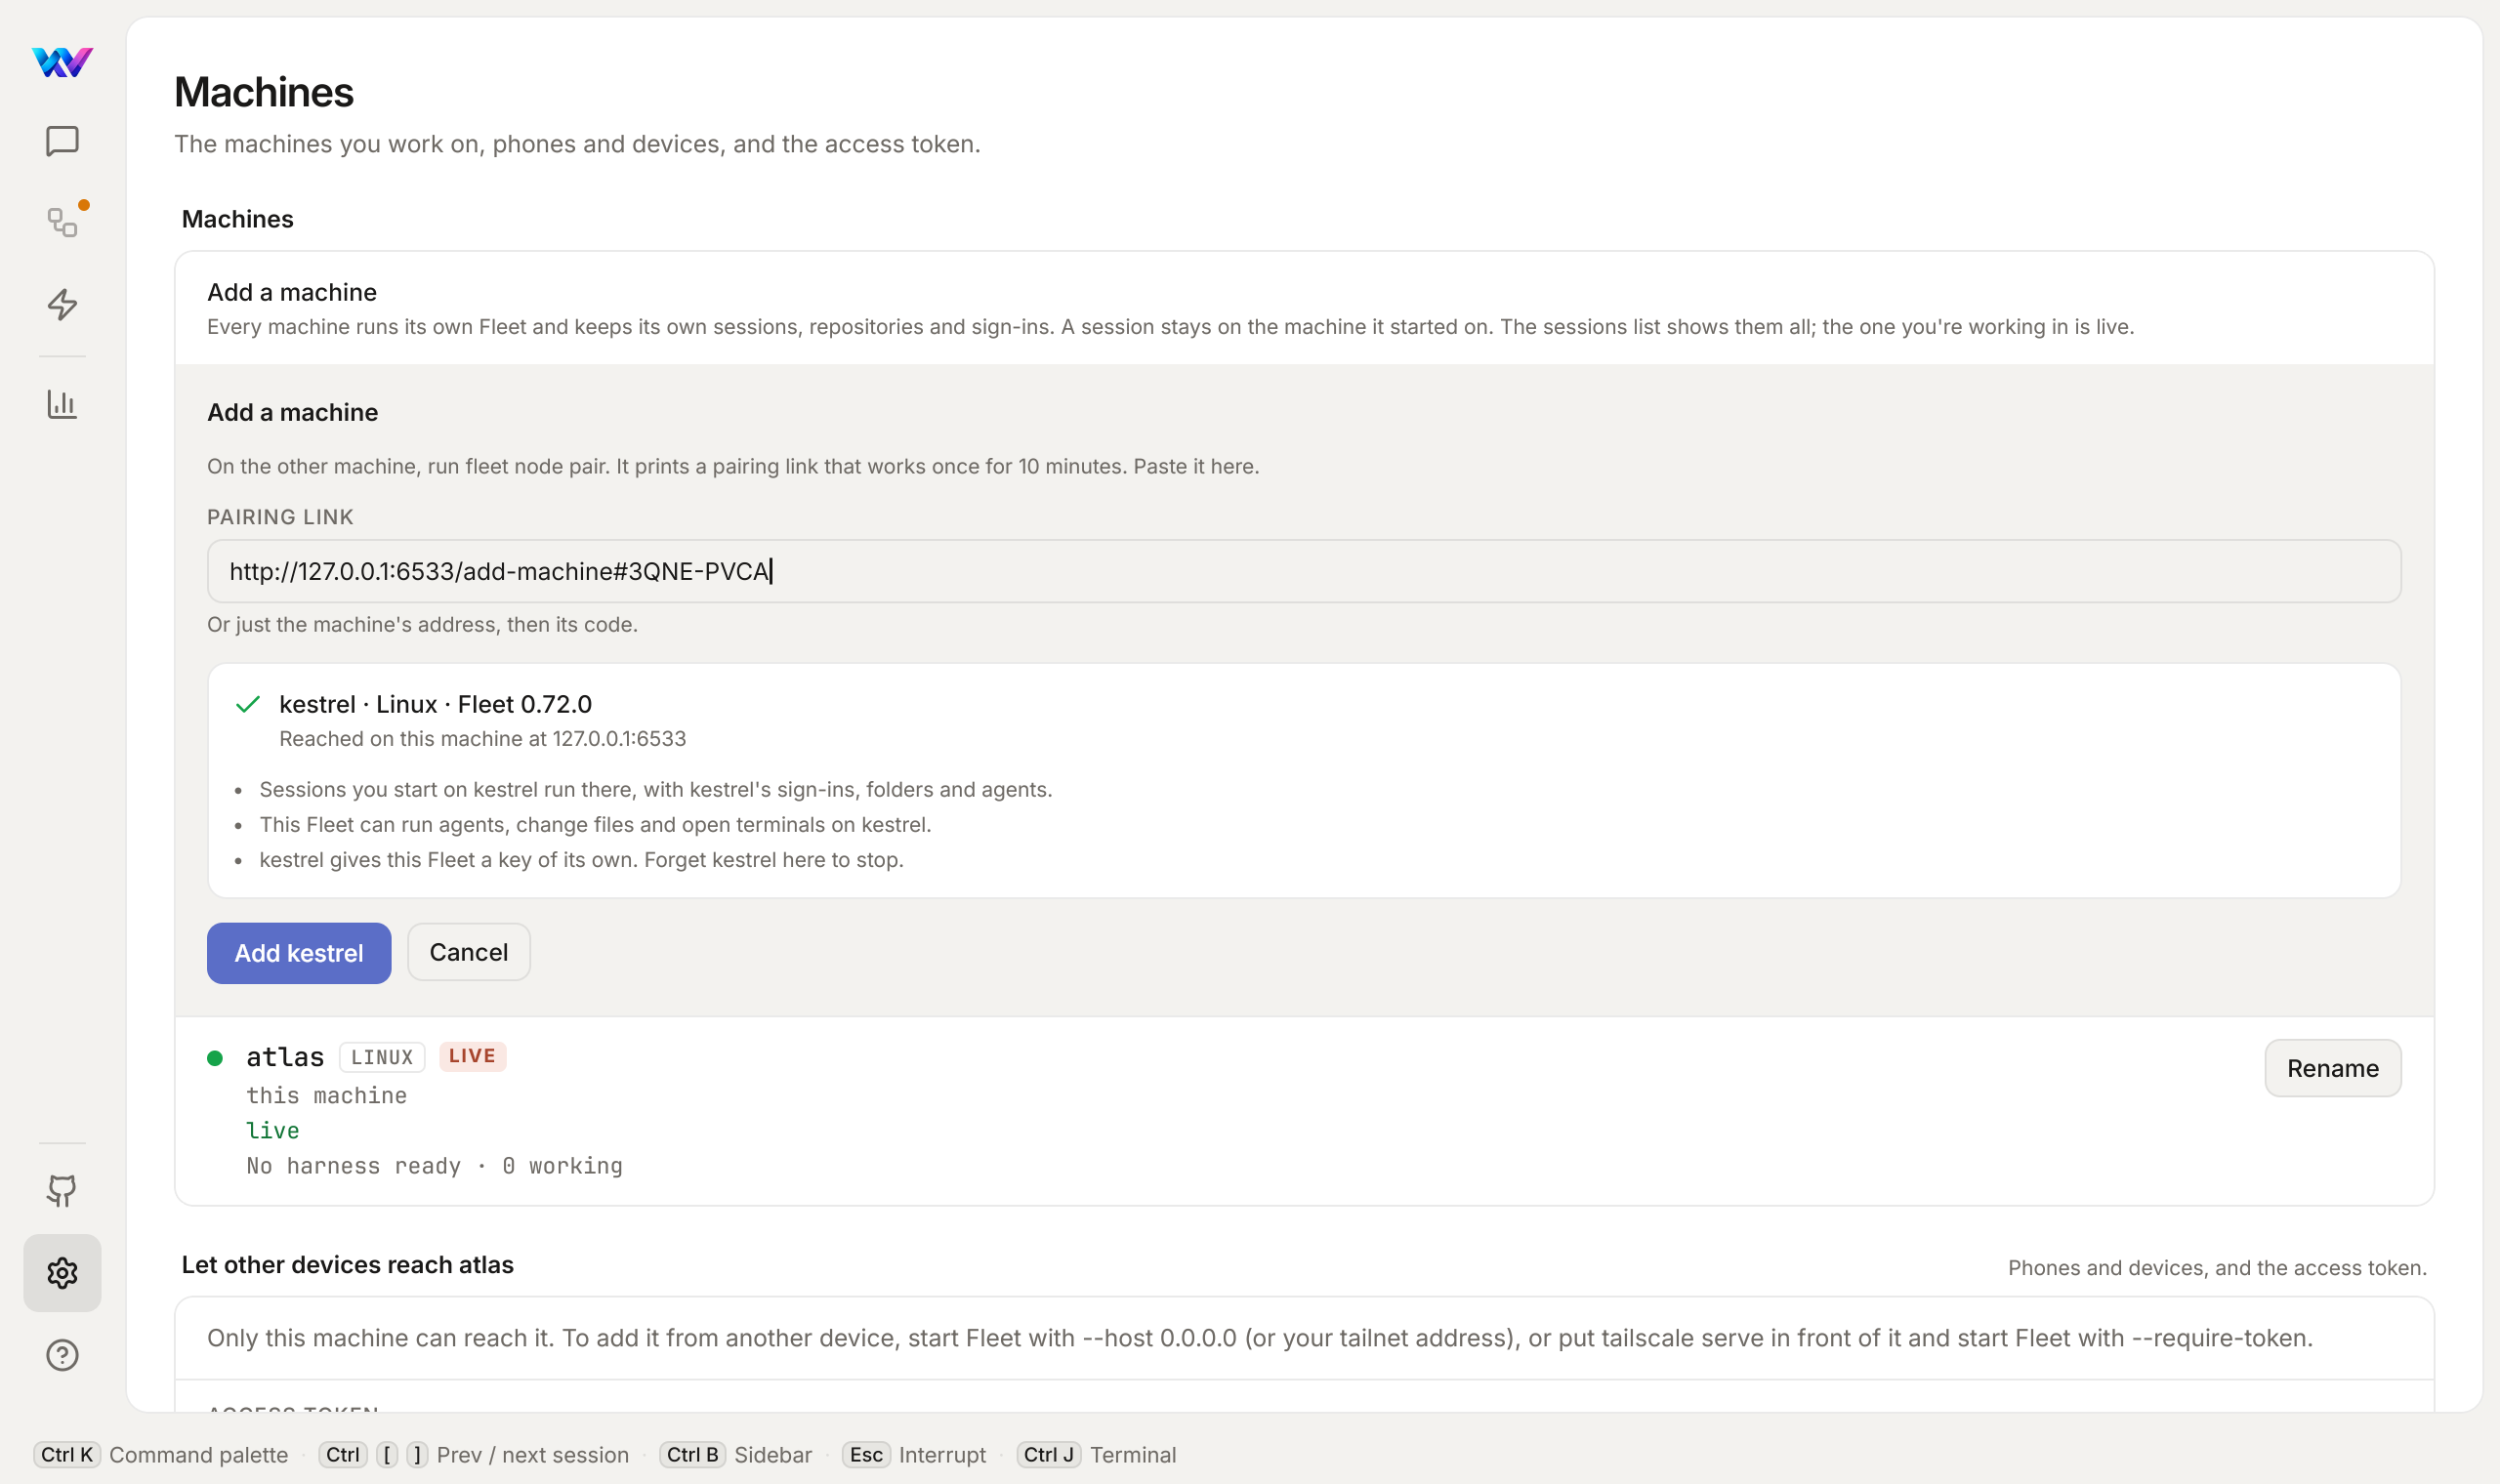 Machines
The machines you work on, phones and devices, and the access token.
Machines
Add a machine
Every machine runs its own Fleet and keeps its own sessions, repositories and sign-ins. A session stays on the machine it started on. The sessions list shows them all; the one you're working in is live.
Add a machine
On the other machine, run fleet node pair. It prints a pairing link that works once for 10 minutes. Paste it here.
PAIRING LINK
http://127.0.0.1:6533/add-machine#3QNE-PVCA
Or just the machine's address, then its code.
kestrel · Linux · Fleet 0.72.0
Reached on this machine at 127.0.0.1:6533
• Sessions you start on kestrel run there, with kestrel's sign-ins, folders and agents.
• This Fleet can run agents, change files and open terminals on kestrel.
• kestrel gives this Fleet a key of its own. Forget kestrel here to stop.
Add kestrel Cancel
atlas LINUX LIVE Rename
this machine
live
No harness ready · 0 working
Let other devices reach atlas Phones and devices, and the access token.
Only this machine can reach it. To add it from another device, start Fleet with --host 0.0.0.0 (or your tailnet address), or put tailscale serve in front of it and start Fleet with --require-token.
ACCESS TOKEN
Ctrl K Command palette · Ctrl [ ] Prev / next session · Ctrl B Sidebar · Esc Interrupt · Ctrl J Terminal